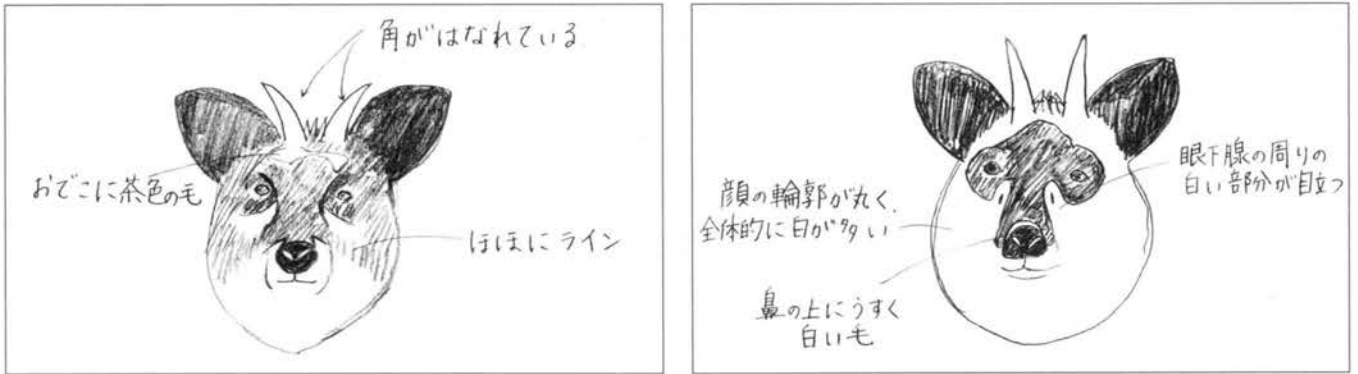 角がはなれている
おでこに茶色の毛
ほほにライン
眼下腺の周りの
白い部分が目立つ
顔の輪郭が丸く、
全体的に白が多い
鼻の上にうすく
白い毛